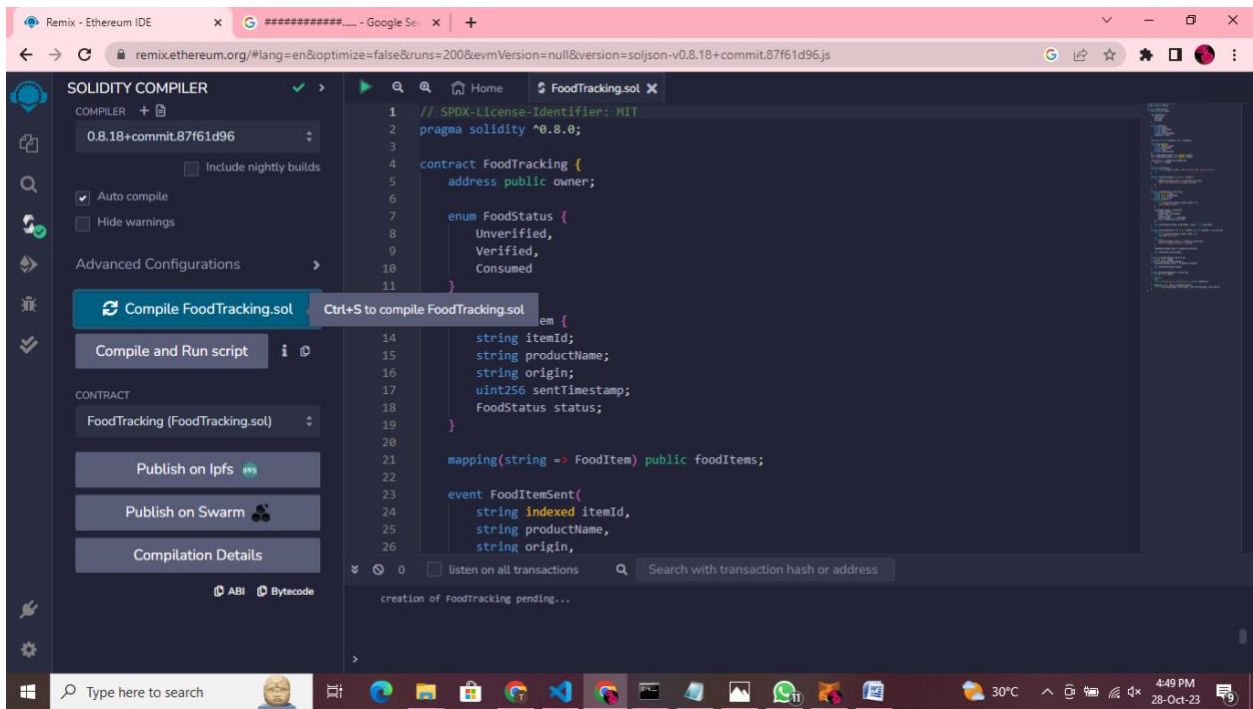 Remix - Ethereum IDE
############...... - Google Se
remix.ethereum.org/#lang=en&optimize=false&runs=200&evmVersion=null&version=soljson-v0.8.18+commit.87f61d96.js
SOLIDITY COMPILER
COMPILER
0.8.18+commit.87f61d96
Include nightly builds
Auto compile
Hide warnings
Advanced Configurations
Compile FoodTracking.sol
Ctrl+S to compile FoodTracking.sol
Compile and Run script
CONTRACT
FoodTracking (FoodTracking.sol)
Publish on Ipfs
Publish on Swarm
Compilation Details
ABI Bytecode
Home FoodTracking.sol
1 // SPDX-License-Identifier: MIT
2 pragma solidity ^0.8.0;
3
4 contract FoodTracking {
5 address public owner;
6
7 enum FoodStatus {
8 Unverified,
9 Verified,
10 Consumed
11 }
em {
14 string itemId;
15 string productName;
16 string origin;
17 uint256 sentTimestamp;
18 FoodStatus status;
19 }
20
21 mapping(string => FoodItem) public foodItems;
22
23 event FoodItemSent(
24 string indexed itemId,
25 string productName,
26 string origin,
0 listen on all transactions Search with transaction hash or address
creation of FoodTracking pending...
>
Type here to search
30°C
4:49 PM
28-Oct-23